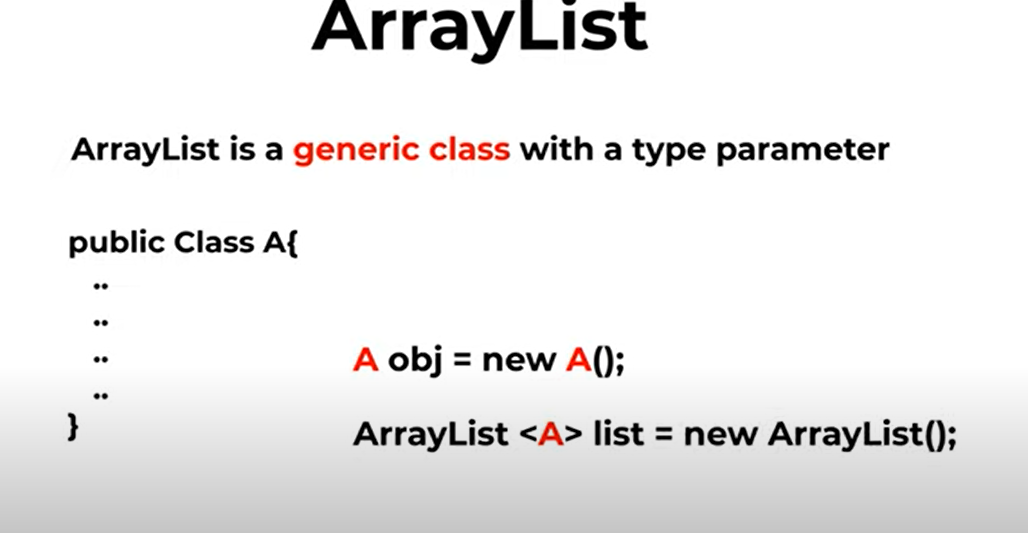 ArrayList
ArrayList is a generic class with a type parameter
public Class A{
..
..
..
..
A obj = new A();
ArrayList <A> list = new ArrayList();
}